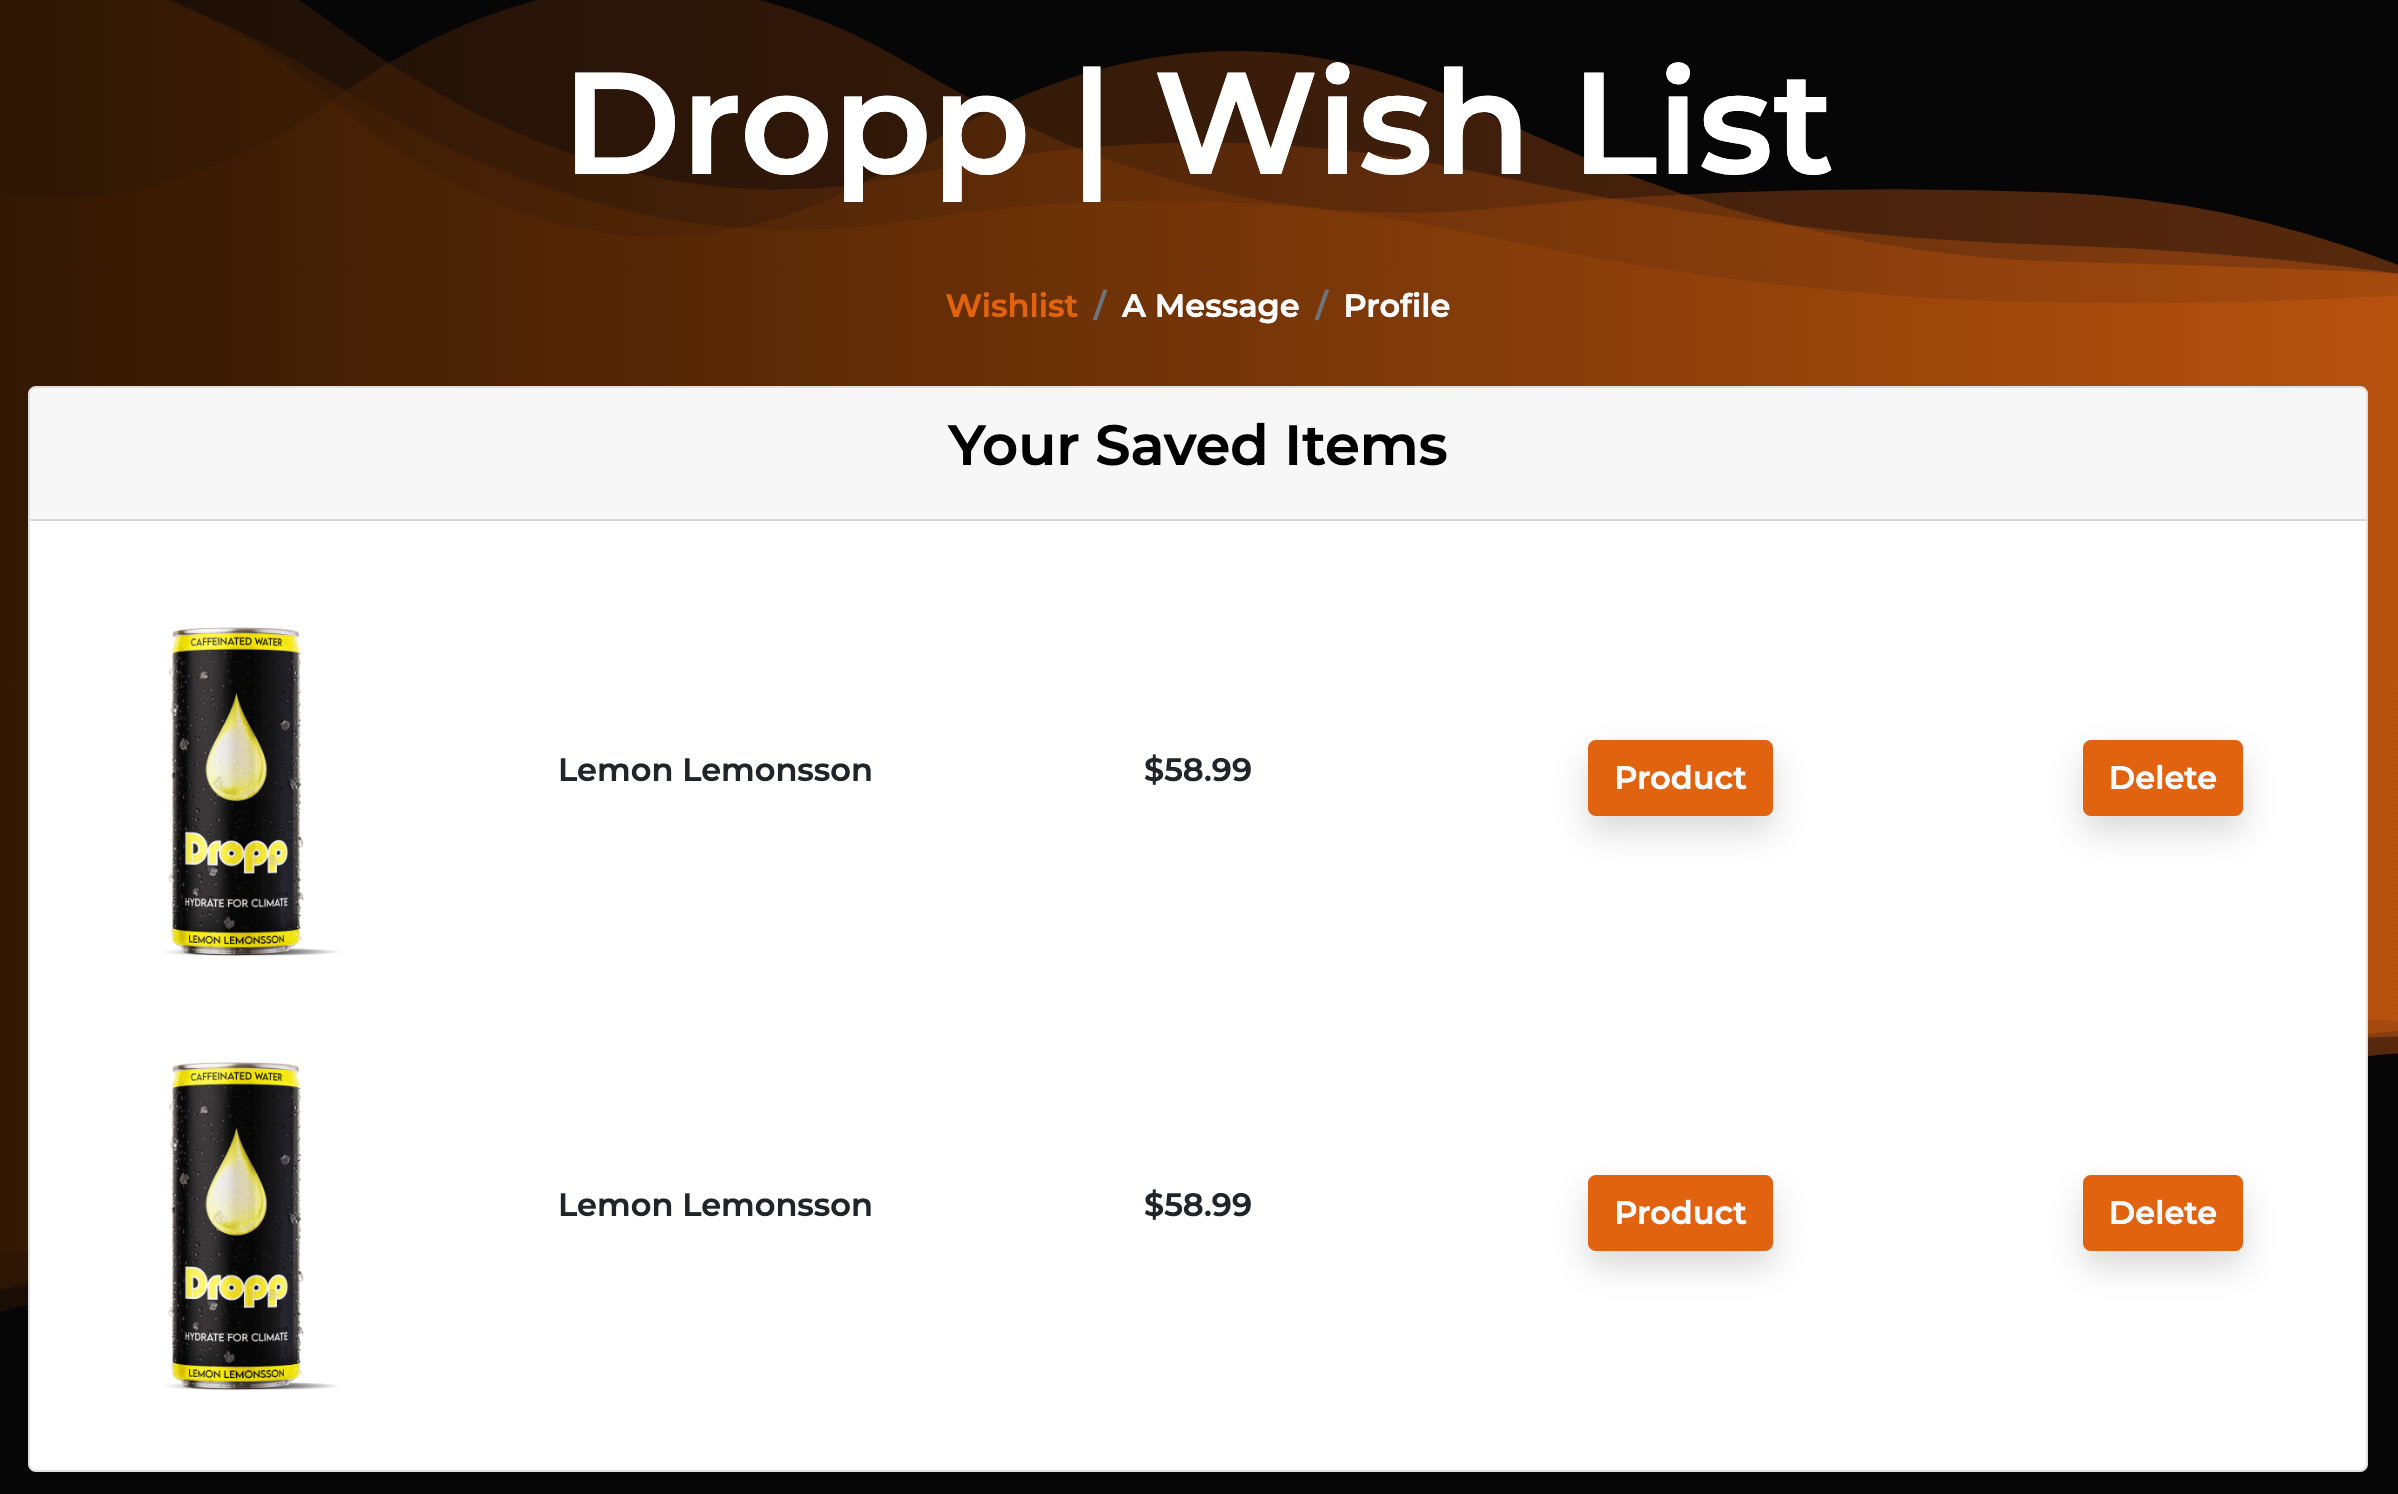 Dropp | Wish List
Wishlist / A Message / Profile
Your Saved Items
CAFFEINATED WATER
Dropp
HYDRATE FOR CLIMATE
LEMON LEMONSSON
Lemon Lemonsson
$58.99
Product
Delete
CAFFEINATED WATER
Dropp
HYDRATE FOR CLIMATE
LEMON LEMONSSON
Lemon Lemonsson
$58.99
Product
Delete